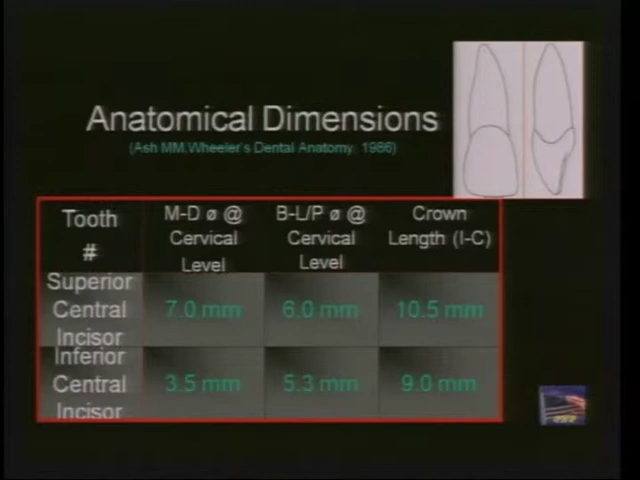 Anatomical Dimensions
(Ash MM.Wheeler's Dental Anatomy. 1986)
Tooth
#
M-D ø @
Cervical
Level
B-L/P ø @
Cervical
Level
Crown
Length (I-C)
Superior
Central
Incisor
7.0 mm
6.0 mm
10.5 mm
Inferior
Central
Incisor
3.5 mm
5.3 mm
9.0 mm